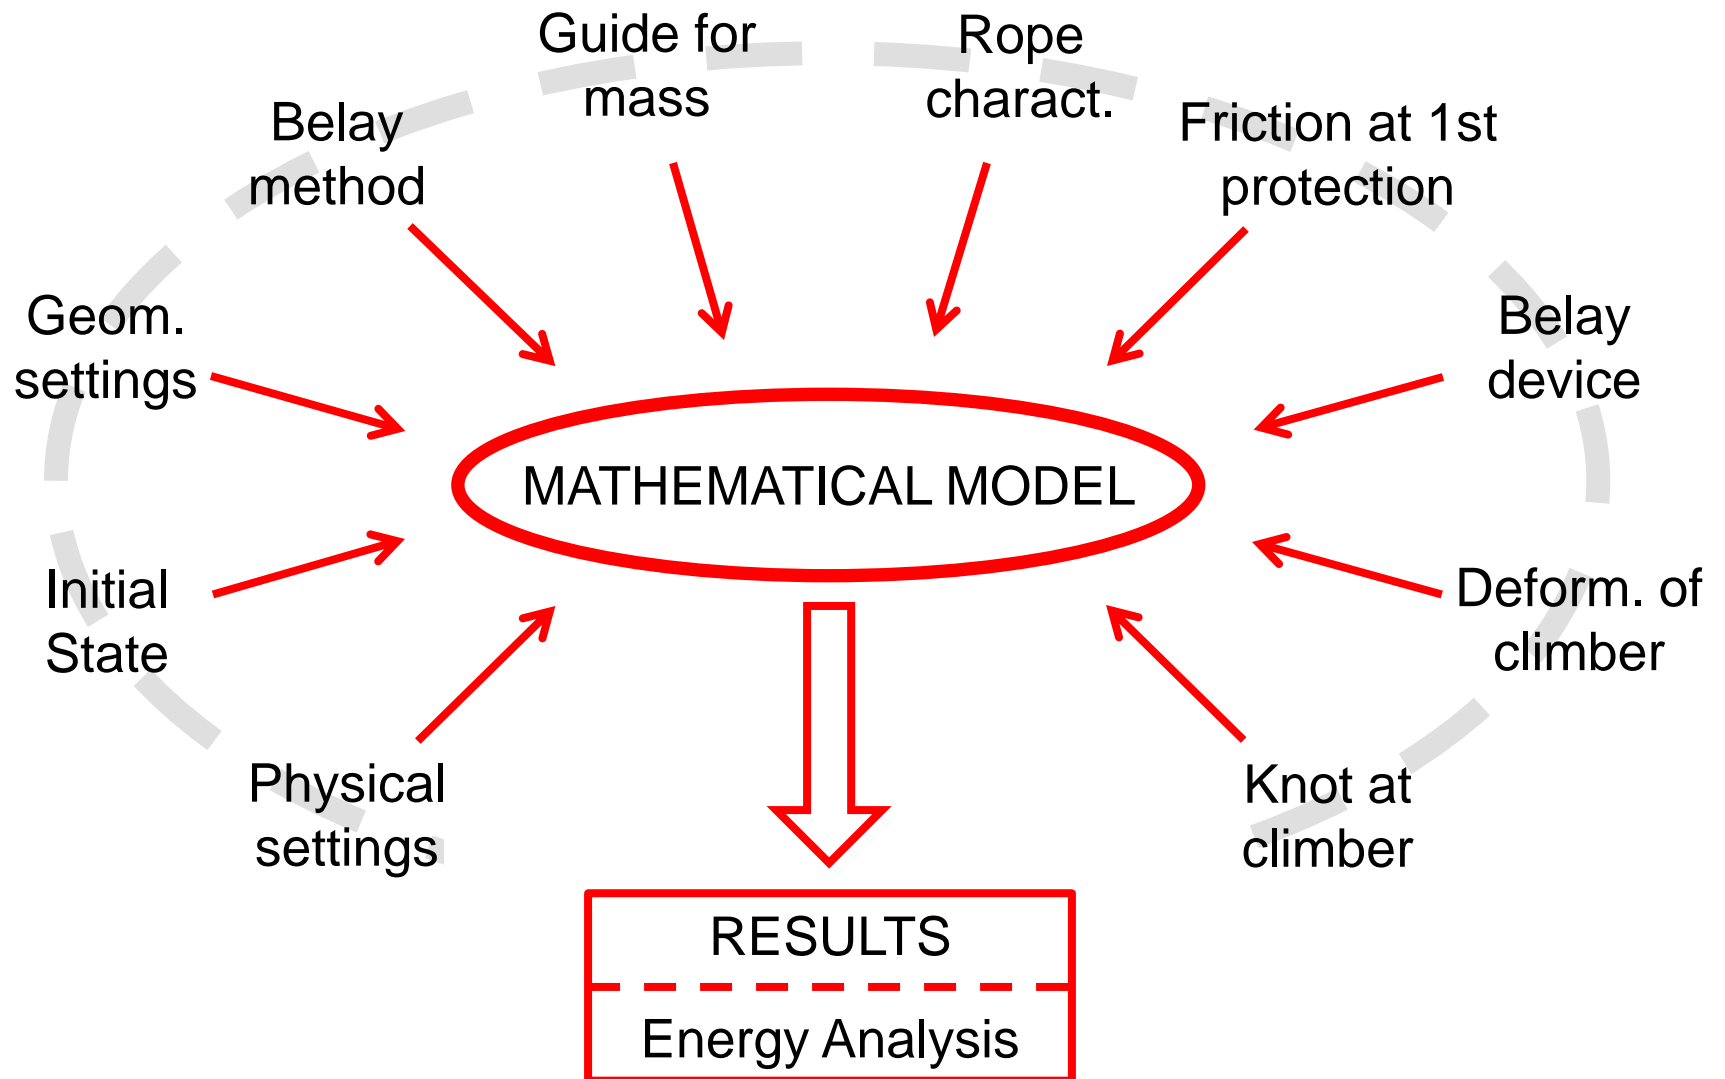 Guide for
mass
Rope
charact.
Belay
method
Friction at 1st
protection
Geom.
settings
Belay
device
MATHEMATICAL MODEL
Initial
State
Deform. of
climber
Physical
settings
Knot at
climber
RESULTS
Energy Analysis